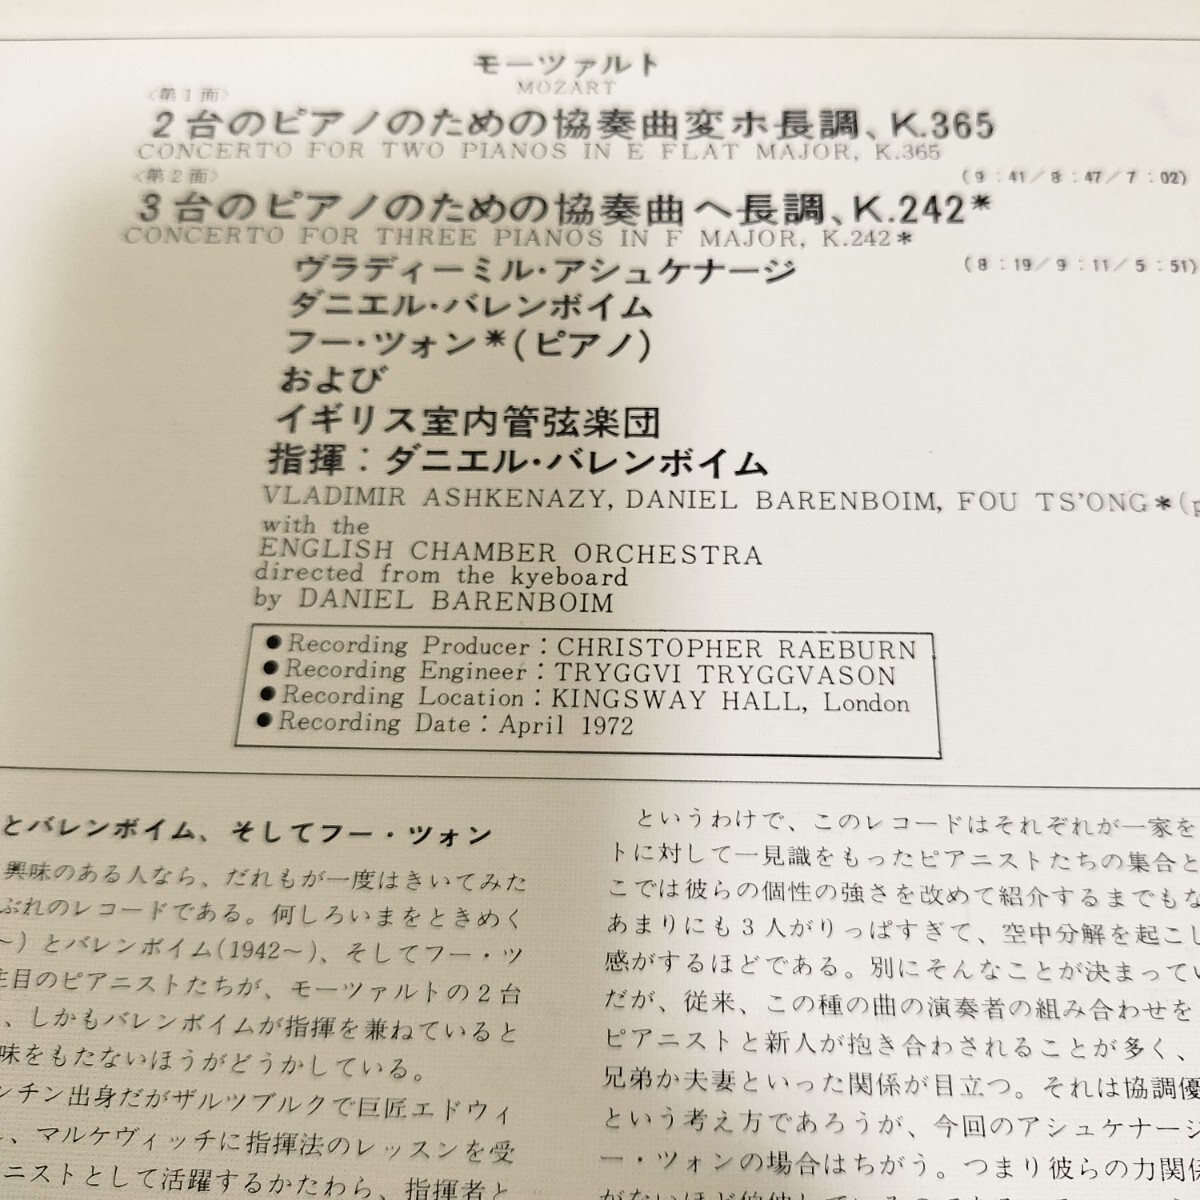 モーツァルト
MOZART
〈第1面〉
2台のピアノのための協奏曲変ホ長調、K.365
CONCERTO FOR TWO PIANOS IN E FLAT MAJOR, K.365
(9:41/8:47/7:02)
〈第2面〉
3台のピアノのための協奏曲ヘ長調、K.242*
CONCERTO FOR THREE PIANOS IN F MAJOR, K.242*
(8:19/9:11/5:51)
ヴラディーミル・アシュケナージ
ダニエル・バレンボイム
フー・ツォン*(ピアノ)
および
イギリス室内管弦楽団
指揮:ダニエル・バレンボイム
VLADIMIR ASHKENAZY, DANIEL BARENBOIM, FOU TS'ONG*(
with the
ENGLISH CHAMBER ORCHESTRA
directed from the kyeboard
by DANIEL BARENBOIM
●Recording Producer:CHRISTOPHER RAEBURN
●Recording Engineer:TRYGGVI TRYGGVASON
●Recording Location:KINGSWAY HALL, London
●Recording Date:April 1972
とバレンボイム、そしてフー・ツォン
興味のある人なら、だれもが一度はきいてみた
ぶれのレコードである。何しろいまをときめく
〜)とバレンボイム(1942〜)、そしてフー・ツ
注目のピアニストたちが、モーツァルトの2台
、しかもバレンボイムが指揮を兼ねていると
味をもたないほうがどうかしている。
ンチン出身だがザルツブルクで巨匠エドウィ
、マルケヴィッチに指揮法のレッスンを受
ニストとして活躍するかたわら、指揮者と
というわけで、このレコードはそれぞれが一家を
トに対して一見識をもったピアニストたちの集合と
こでは彼らの個性の強さを改めて紹介するまでもな
あまりにも3人がりっぱすぎて、空中分解を起こし
感がするほどである。別にそんなことが決まってい
だが、従来、この種の曲の演奏者の組み合わせを
ピアニストと新人が抱き合わされることが多く、
兄弟か夫妻といった関係が目立つ。それは協調優
という考え方であろうが、今回のアシュケナージ
ー・ツォンの場合はちがう。つまり彼らの力関係
がないほど伯仲している